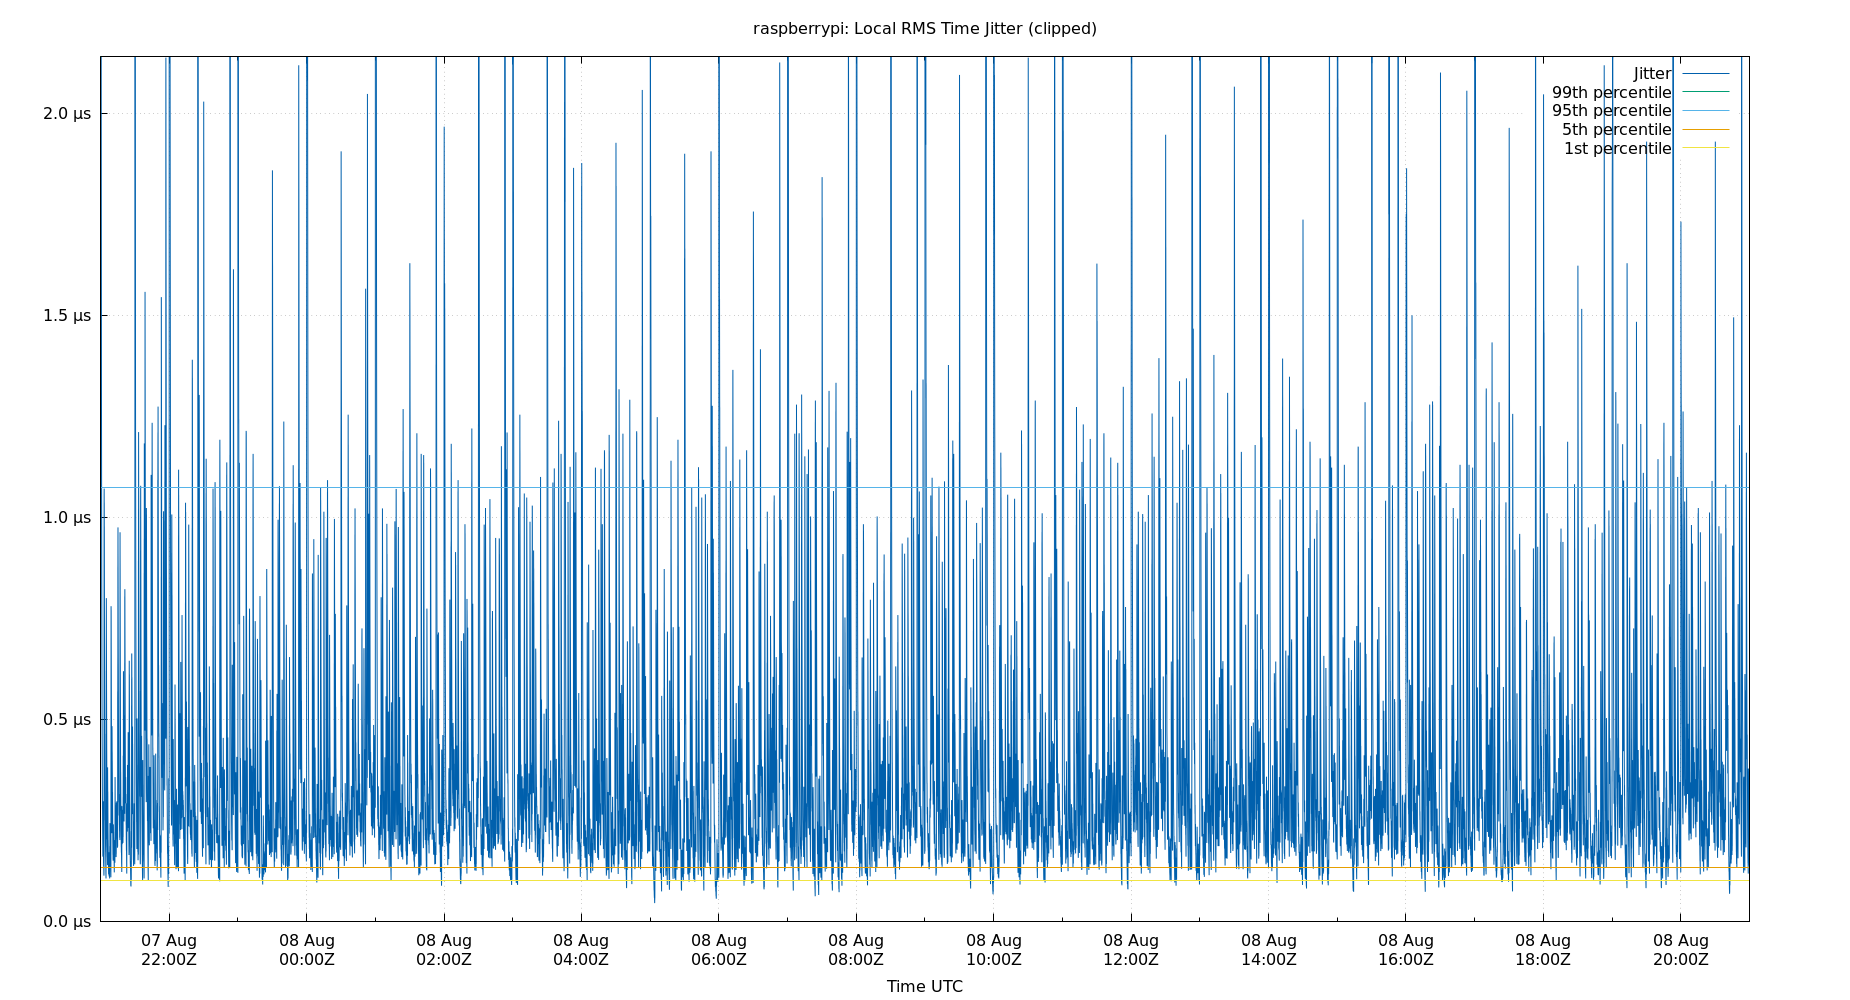 raspberrypi: Local RMS Time Jitter (clipped)
Jitter
99th percentile
95th percentile
5th percentile
1st percentile
2.0 μs
1.5 μs
1.0 μs
0.5 μs
0.0 μs
07 Aug 08 Aug 08 Aug 08 Aug 08 Aug 08 Aug 08 Aug 08 Aug 08 Aug 08 Aug 08 Aug 08 Aug
22:00Z 00:00Z 02:00Z 04:00Z 06:00Z 08:00Z 10:00Z 12:00Z 14:00Z 16:00Z 18:00Z 20:00Z
Time UTC